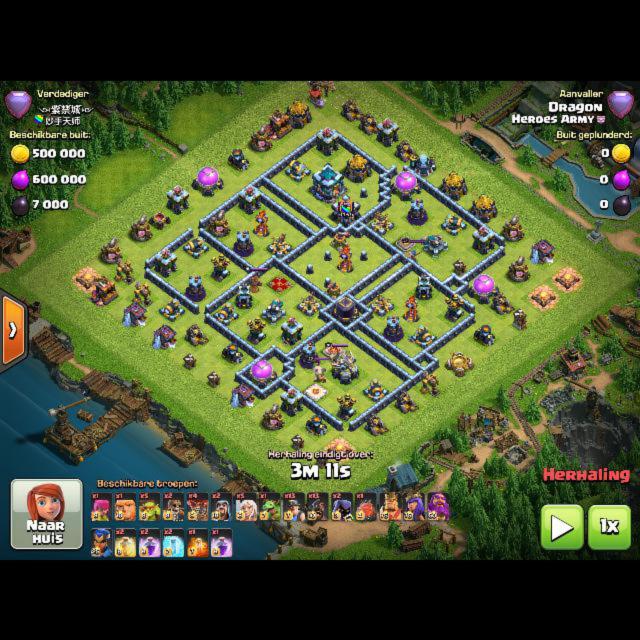 Verdediger
紫禁城
妙手天师
Beschikbare buit:
500 000
600 000
7 000
Aanvaller
Dragon
Heroes Army
Buit geplunderd:
0
0
0
Herhaling eindigt over:
3M 11s
Beschikbare troepen:
Herhaling
Naar huis
1x